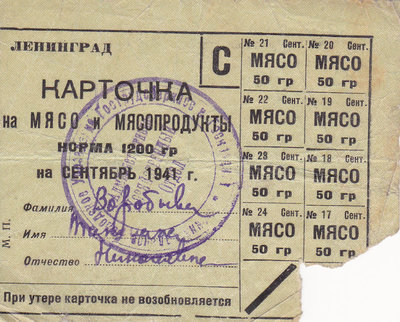 ЛЕНИНГРАД
С
КАРТОЧКА
на МЯСО и МЯСОПРОДУКТЫ
НОРМА 1200 гр
на СЕНТЯБРЬ 1941 г.
Фамилия
Имя
Отчество
М. П.
При утере карточка не возобновляется
№ 21 Сент.
МЯСО
50 гр
№ 20 Сент.
МЯСО
50 гр
№ 22 Сент.
МЯСО
50 гр
№ 19 Сент.
МЯСО
50 гр
Сент.
МЯСО
50 гр
№ 18 Сент.
МЯСО
50 гр
№ 24 Сент.
МЯСО
50 гр
№ 17 Сент.
МЯСО
50 гр